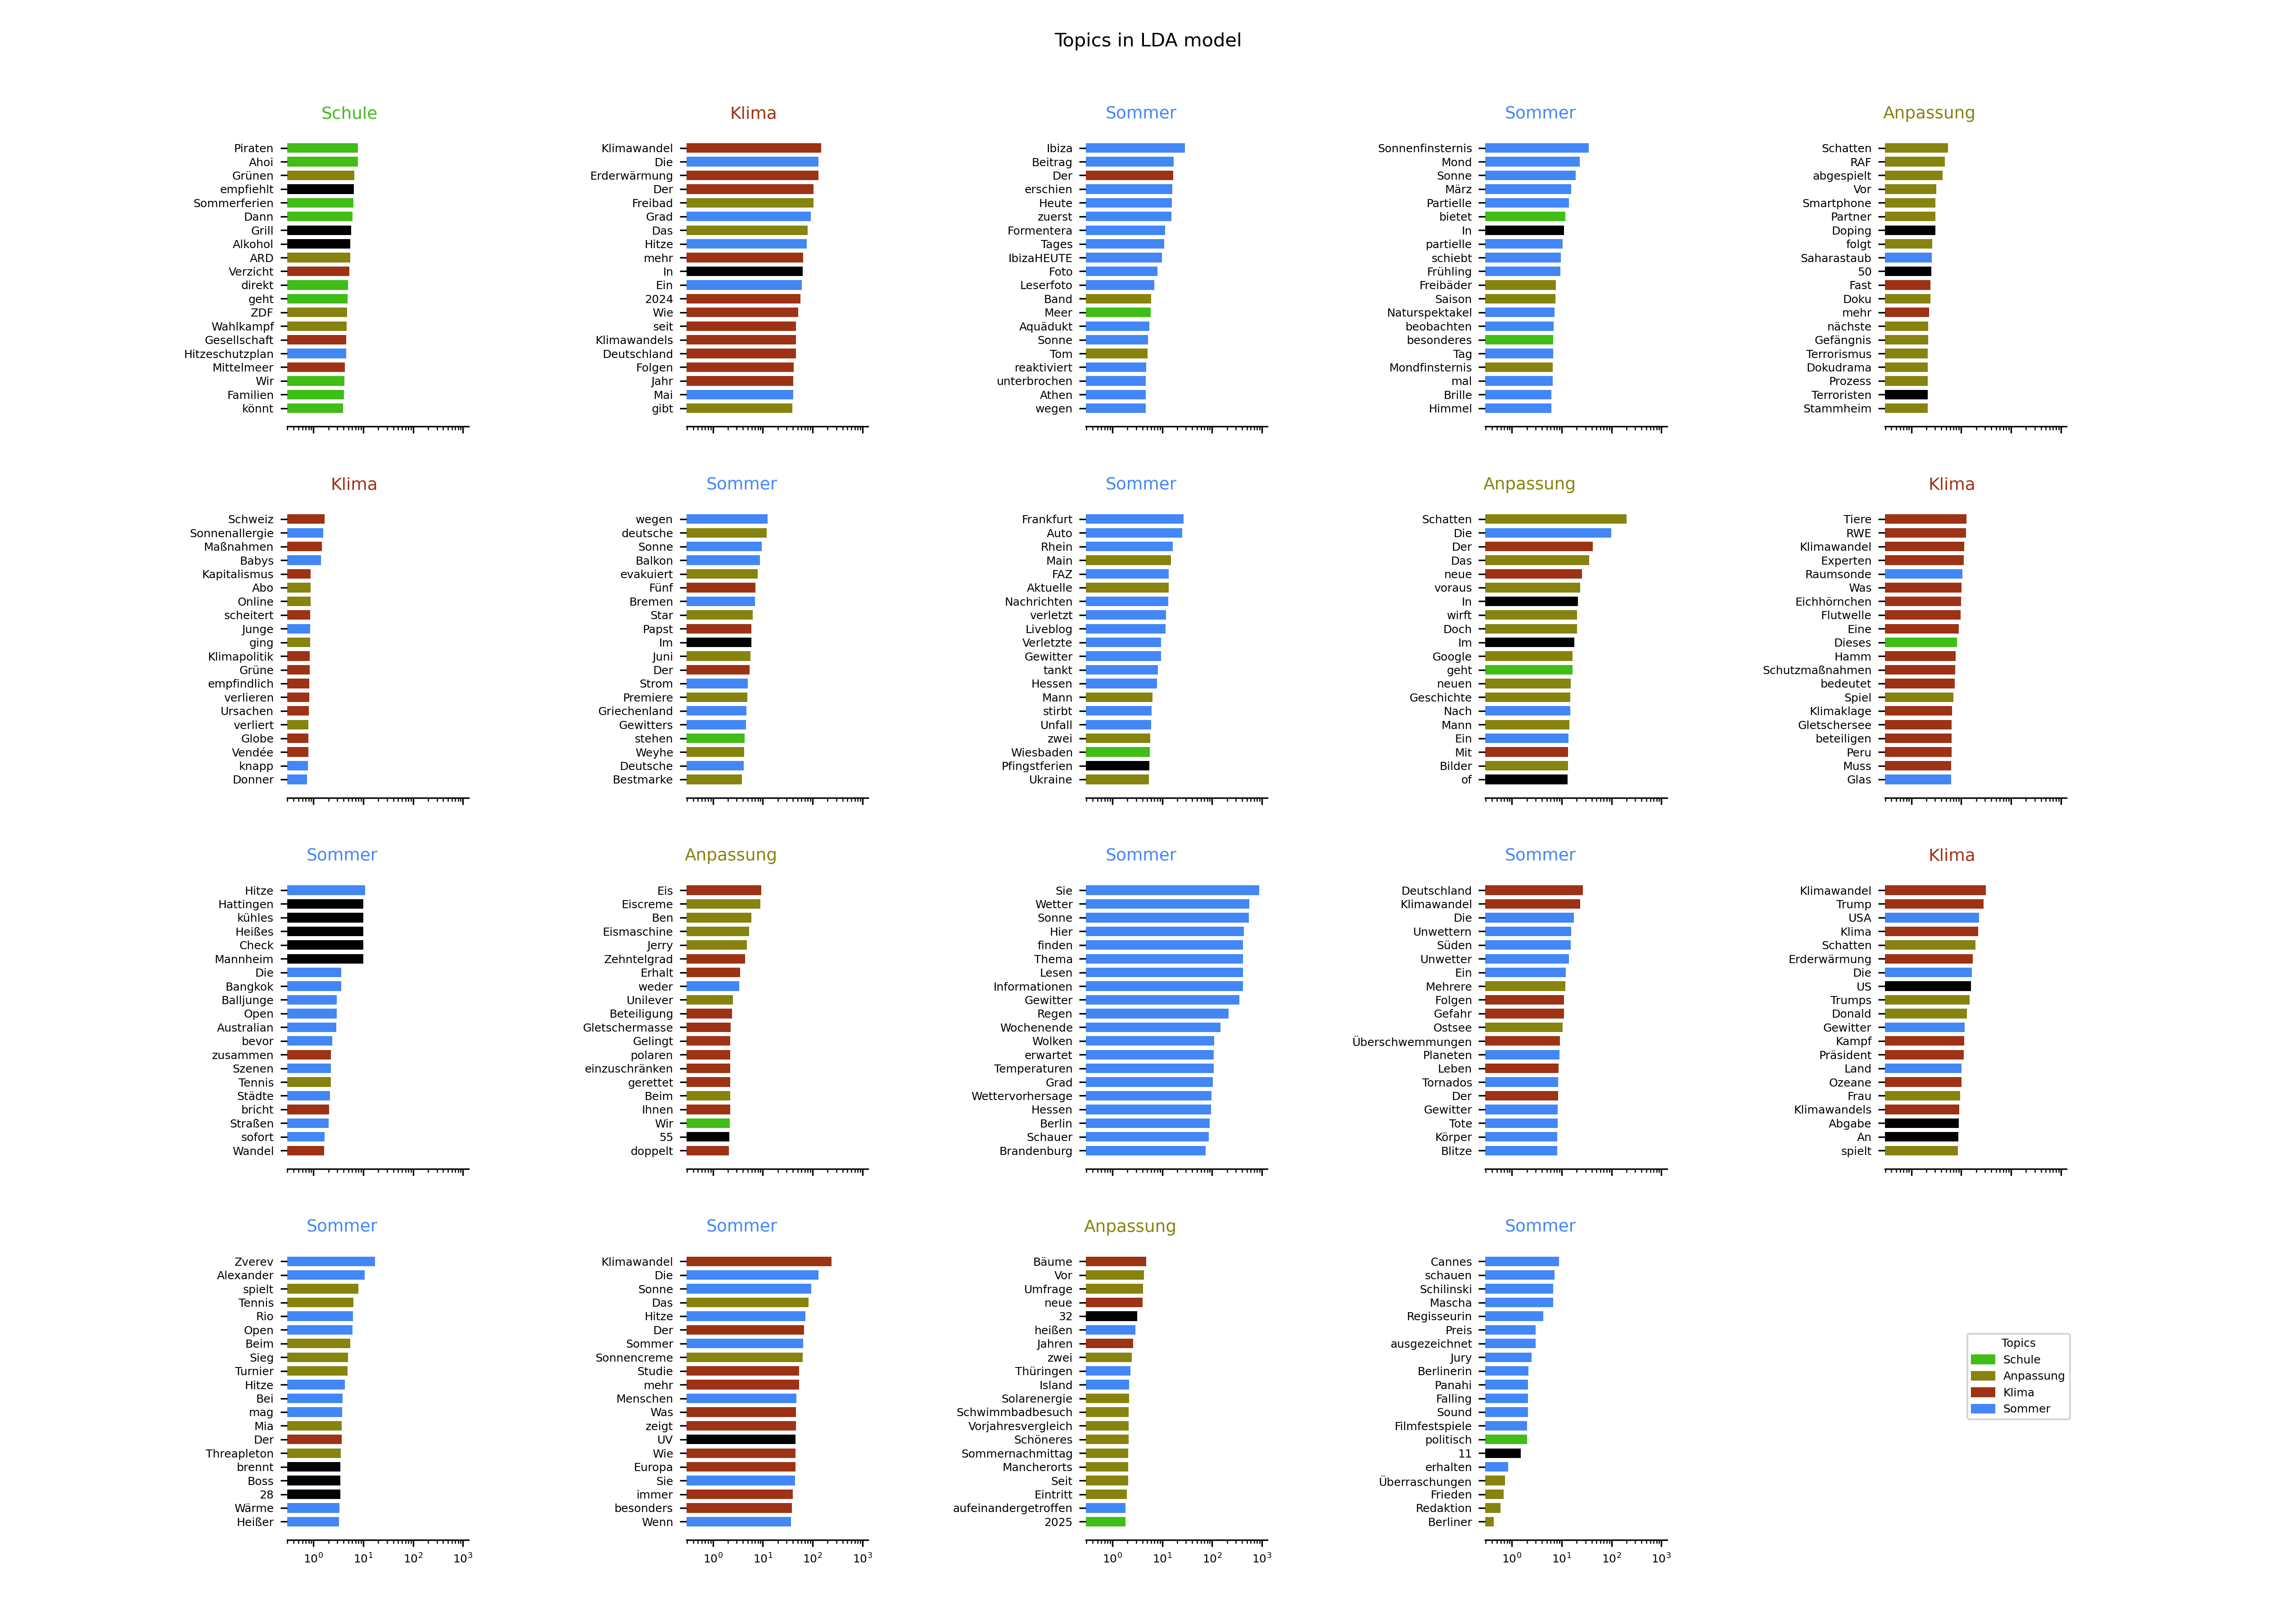 Topics in LDA model
Schule
Piraten
Ahoi
Grünen
empfiehlt
Sommerferien
Dann
Grill
Alkohol
ARD
Verzicht
direkt
geht
ZDF
Wahlkampf
Gesellschaft
Hitzeschutzplan
Mittelmeer
Wir
Familien
könnt
Klima
Klimawandel
Die
Erderwärmung
Der
Freibad
Grad
Das
Hitze
mehr
In
Ein
2024
Wie
seit
Klimawandels
Deutschland
Folgen
Jahr
Mai
gibt
Sommer
Ibiza
Beitrag
Der
erschien
Heute
zuerst
Formentera
Tages
IbizaHEUTE
Foto
Leserfoto
Band
Meer
Aquädukt
Sonne
Tom
reaktiviert
unterbrochen
Athen
wegen
Sommer
Sonnenfinsternis
Mond
Sonne
März
Partielle
bietet
In
partielle
schiebt
Frühling
Freibäder
Saison
Naturspektakel
beobachten
besonderes
Tag
Mondfinsternis
mal
Brille
Himmel
Anpassung
Schatten
RAF
abgespielt
Vor
Smartphone
Partner
Doping
folgt
Saharastaub
50
Fast
Doku
mehr
nächste
Gefängnis
Terrorismus
Dokudrama
Prozess
Terroristen
Stammheim
Klima
Schweiz
Sonnenallergie
Maßnahmen
Babys
Kapitalismus
Abo
Online
scheitert
Junge
ging
Klimapolitik
Grüne
empfindlich
verlieren
Ursachen
verliert
Globe
Vendée
knapp
Donner
Sommer
wegen
deutsche
Sonne
Balkon
evakuiert
Fünf
Bremen
Star
Papst
Im
Juni
Der
Strom
Premiere
Griechenland
Gewitters
stehen
Weyhe
Deutsche
Bestmarke
Sommer
Frankfurt
Auto
Rhein
Main
FAZ
Aktuelle
Nachrichten
verletzt
Liveblog
Verletzte
Gewitter
tankt
Hessen
Mann
stirbt
Unfall
zwei
Wiesbaden
Pfingstferien
Ukraine
Anpassung
Schatten
Die
Der
Das
neue
voraus
In
wirft
Doch
Im
Google
geht
neuen
Geschichte
Nach
Mann
Ein
Mit
Bilder
of
Klima
Tiere
RWE
Klimawandel
Experten
Raumsonde
Was
Eichhörnchen
Flutwelle
Eine
Dieses
Hamm
Schutzmaßnahmen
bedeutet
Spiel
Klimaklage
Gletschersee
beteiligen
Peru
Muss
Glas
Sommer
Hitze
Hattingen
kühles
Heißes
Check
Mannheim
Die
Bangkok
Balljunge
Open
Australian
bevor
zusammen
Szenen
Tennis
Städte
bricht
Straßen
sofort
Wandel
Anpassung
Eis
Eiscreme
Ben
Eismaschine
Jerry
Zehntelgrad
Erhalt
weder
Unilever
Beteiligung
Gletschermasse
Gelingt
polaren
einzuschränken
gerettet
Beim
Ihnen
Wir
55
doppelt
Sommer
Sie
Wetter
Sonne
Hier
finden
Thema
Lesen
Informationen
Gewitter
Regen
Wochenende
Wolken
erwartet
Temperaturen
Grad
Wettervorhersage
Hessen
Berlin
Schauer
Brandenburg
Sommer
Deutschland
Klimawandel
Die
Unwettern
Süden
Unwetter
Ein
Mehrere
Folgen
Gefahr
Ostsee
Überschwemmungen
Planeten
Leben
Tornados
Der
Gewitter
Tote
Körper
Blitze
Klima
Klimawandel
Trump
USA
Klima
Schatten
Erderwärmung
Die
US
Trumps
Donald
Gewitter
Kampf
Präsident
Land
Ozeane
Frau
Klimawandels
Abgabe
An
spielt
Sommer
Zverev
Alexander
spielt
Tennis
Rio
Open
Beim
Sieg
Turnier
Hitze
Bei
mag
Mia
Der
Threapleton
brennt
Boss
28
Wärme
Heißer
10⁰ 10¹ 10² 10³
Sommer
Klimawandel
Die
Sonne
Das
Hitze
Der
Sommer
Sonnencreme
Studie
mehr
Menschen
Was
zeigt
UV
Wie
Europa
Sie
immer
besonders
Wenn
10⁰ 10¹ 10² 10³
Anpassung
Bäume
Vor
Umfrage
neue
32
heißen
Jahren
zwei
Thüringen
Island
Solarenergie
Schwimmbadbesuch
Vorjahresvergleich
Schöneres
Sommernachmittag
Mancherorts
Seit
Eintritt
aufeinandergetroffen
2025
10⁰ 10¹ 10² 10³
Sommer
Cannes
schauen
Schilinski
Mascha
Regisseurin
Preis
ausgezeichnet
Jury
Berlinerin
Panahi
Falling
Sound
Filmfestspiele
politisch
11
erhalten
Überraschungen
Frieden
Redaktion
Berliner
10⁰ 10¹ 10² 10³
Topics
Schule
Anpassung
Klima
Sommer